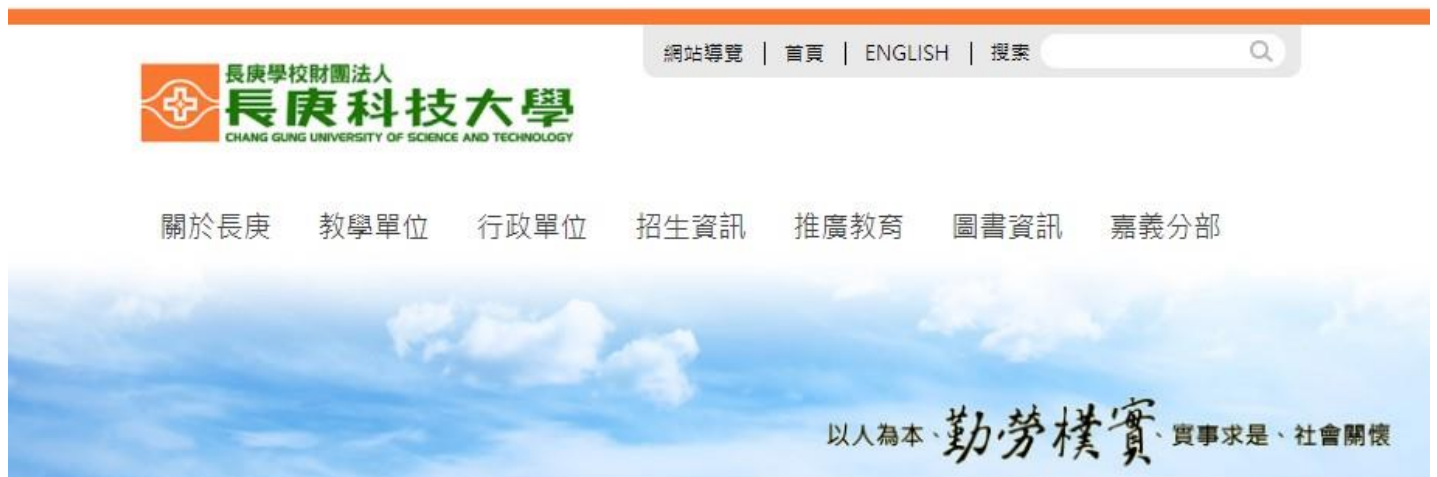 網站導覽 | 首頁 | ENGLISH | 搜索
長庚學校財團法人
長庚科技大學
CHANG GUNG UNIVERSITY OF SCIENCE AND TECHNOLOGY
關於長庚 教學單位 行政單位 招生資訊 推廣教育 圖書資訊 嘉義分部
以人為本、勤勞樸實、實事求是、社會關懷